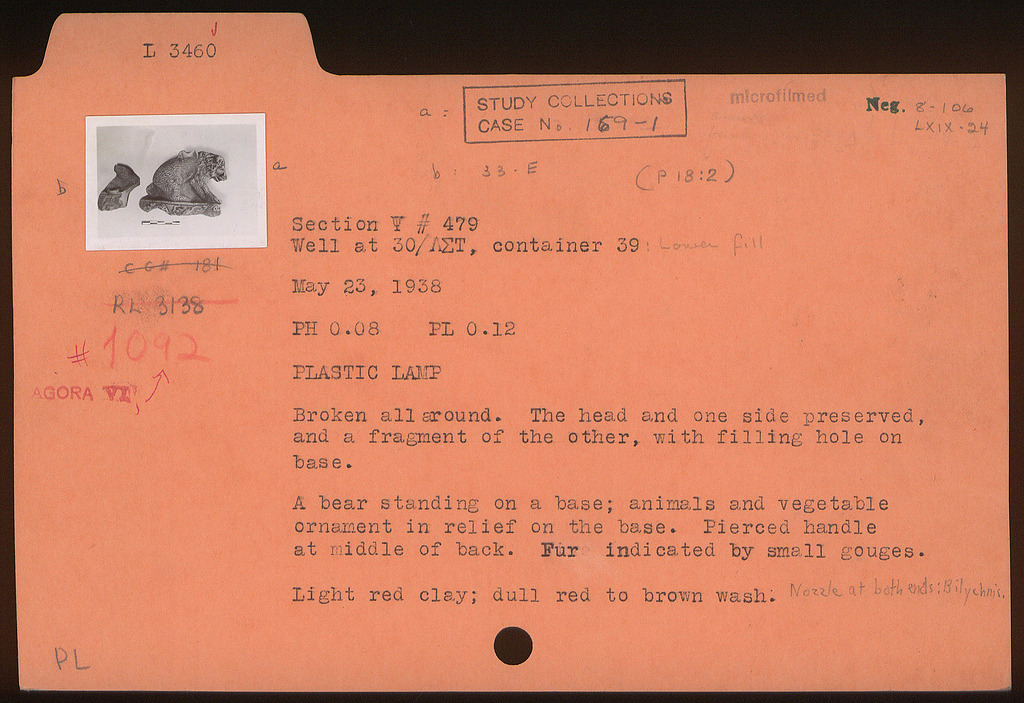 L 3460
a :
STUDY COLLECTIONS
CASE No. 169-1
microfilmed
Neg. 8-106
LXIX-24
a
b
b : 33-E
(P 18:2)
Section Ψ # 479
Well at 30/ΛΣΤ, container 39: Lower fill
C G# 181
RL 3138
# 1092
AGORA VI,
May 23, 1938
PH 0.08 PL 0.12
PLASTIC LAMP
Broken all around. The head and one side preserved,
and a fragment of the other, with filling hole on
base.
A bear standing on a base; animals and vegetable
ornament in relief on the base. Pierced handle
at middle of back. Fur indicated by small gouges.
Light red clay; dull red to brown wash. Nozzle at both ends: Bilychnis.
PL